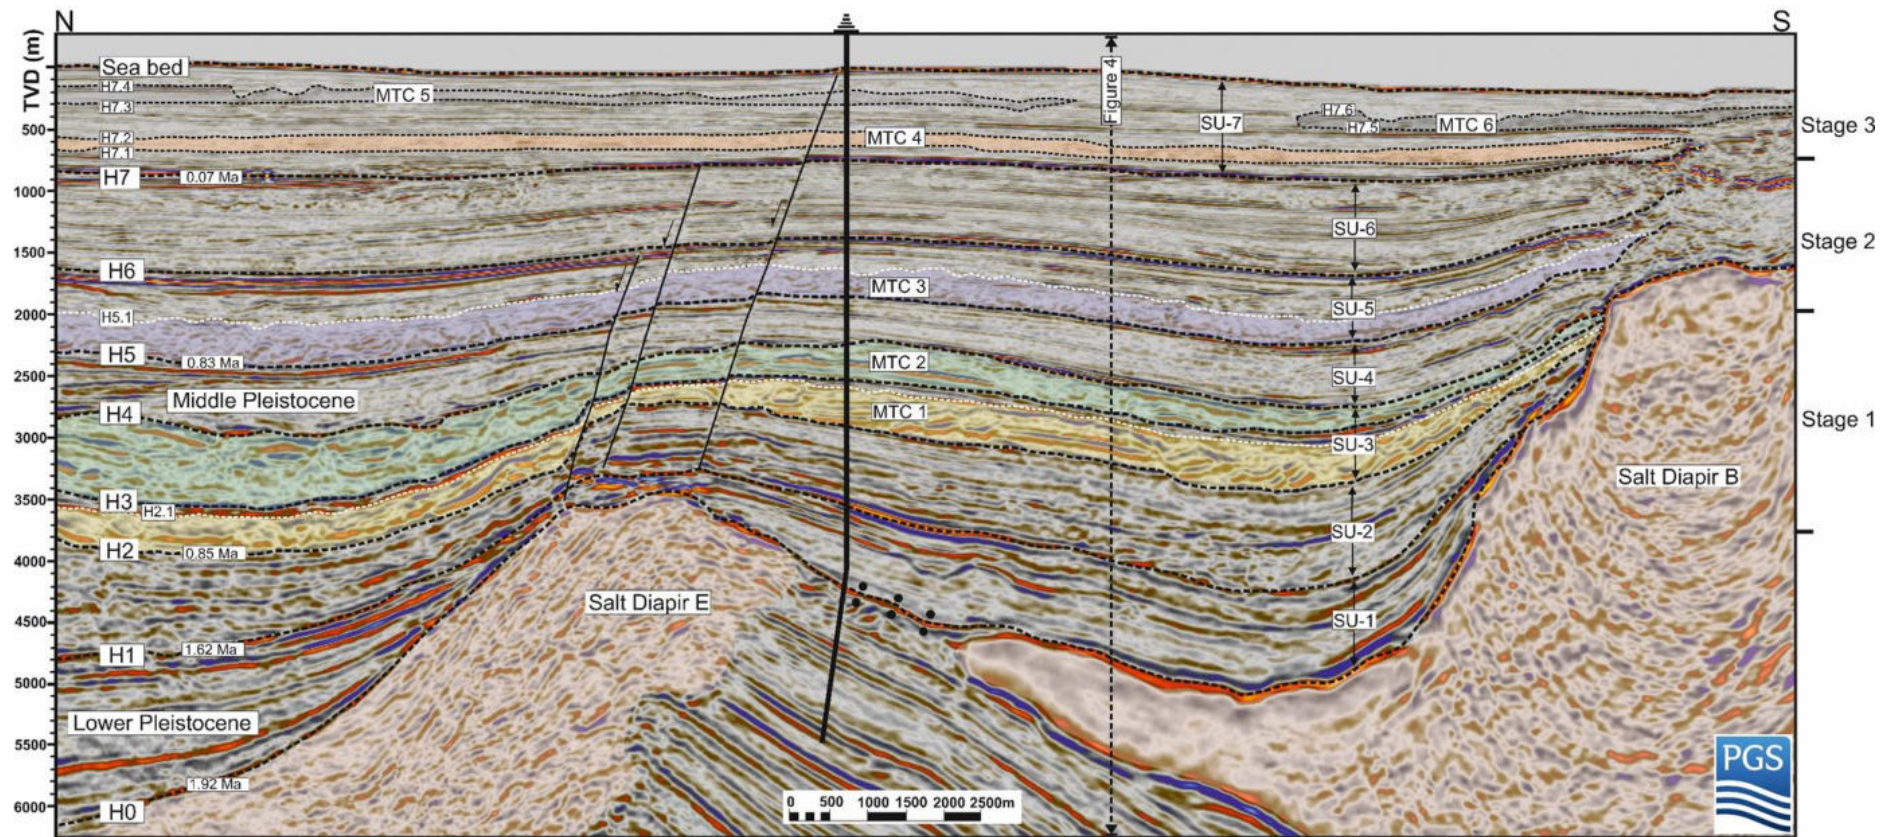 N
S
TVD (m)
Sea bed
H7.4
MTC 5
H7.3
Figure 4
H7.6
500
SU-7
H7.5
MTC 6
Stage 3
H7.2
MTC 4
H7.1
H7
0.07 Ma
1000
SU-6
Stage 2
1500
H6
MTC 3
SU-5
2000
H5.1
H5
0.83 Ma
MTC 2
2500
SU-4
Middle Pleistocene
H4
MTC 1
Stage 1
3000
SU-3
Salt Diapir B
3500
H3
H2.1
SU-2
H2
0.85 Ma
4000
Salt Diapir E
4500
SU-1
H1
1.62 Ma
5000
Lower Pleistocene
5500
PGS
1.92 Ma
6000
H0
0 500 1000 1500 2000 2500m